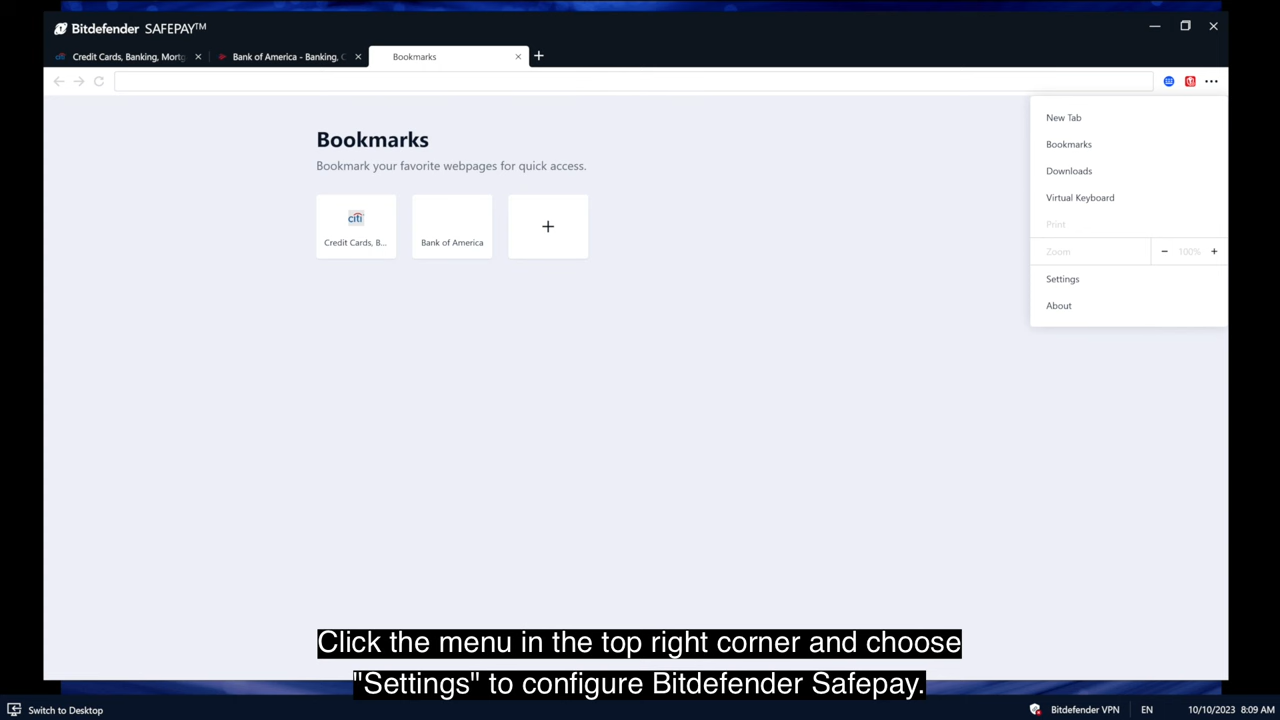 Bitdefender SAFEPAY™
Credit Cards, Banking, Mortg
Bank of America - Banking, C
Bookmarks
Bookmarks
Bookmark your favorite webpages for quick access.
citi
Credit Cards, B...
Bank of America
New Tab
Bookmarks
Downloads
Virtual Keyboard
Print
Zoom
100%
Settings
About
Click the menu in the top right corner and choose
"Settings" to configure Bitdefender Safepay.
Switch to Desktop
Bitdefender VPN EN 10/10/2023 8:09 AM